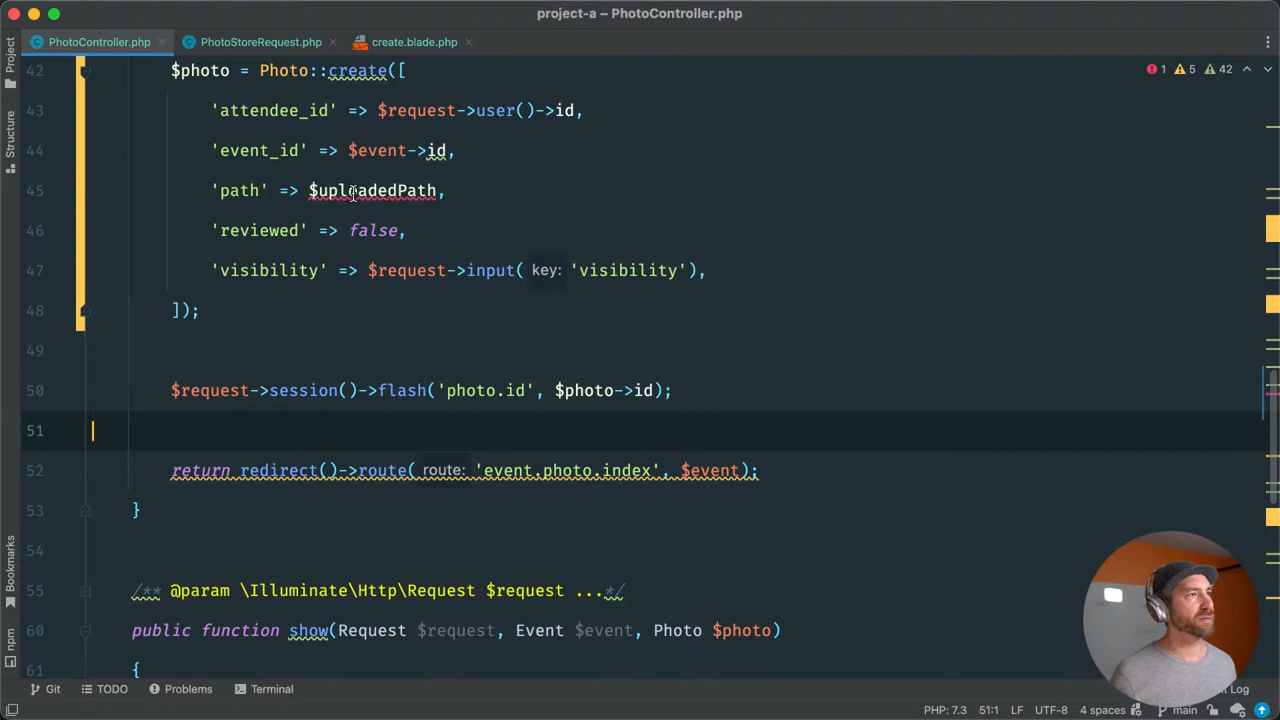 project-a – PhotoController.php
PhotoController.php
PhotoStoreRequest.php
create.blade.php
Project
Structure
Bookmarks
npm
1 5 42
42 $photo = Photo::create([
43 'attendee_id' => $request->user()->id,
44 'event_id' => $event->id,
45 'path' => $uploadedPath,
46 'reviewed' => false,
47 'visibility' => $request->input( key: 'visibility'),
48 ]);
49
50 $request->session()->flash('photo.id', $photo->id);
51
52 return redirect()->route( route: 'event.photo.index', $event);
53 }
54
55 /** @param \Illuminate\Http\Request $request ...*/
60 public function show(Request $request, Event $event, Photo $photo)
61 {
Git TODO Problems Terminal
Log
PHP: 7.3 51:1 LF UTF-8 4 spaces main